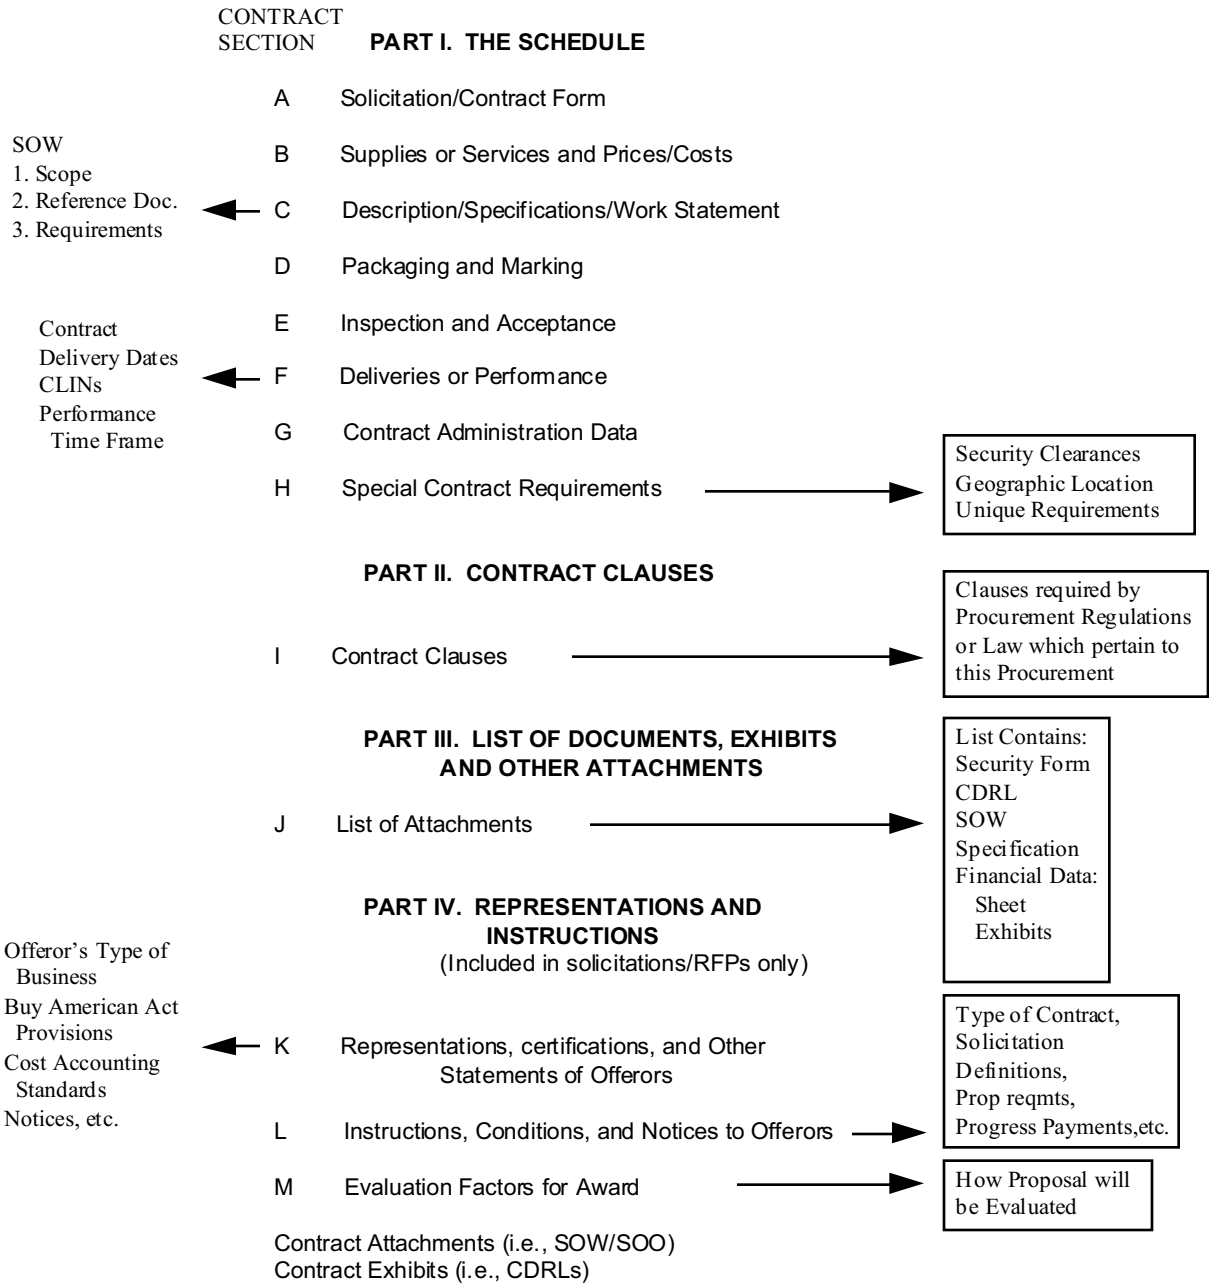 CONTRACT
SECTION PART I. THE SCHEDULE
A Solicitation/Contract Form
SOW
1. Scope
2. Reference Doc.
3. Requirements
B Supplies or Services and Prices/Costs
C Description/Specifications/Work Statement
D Packaging and Marking
E Inspection and Acceptance
Contract
Delivery Dates
CLINs
Performance
Time Frame
F Deliveries or Performance
G Contract Administration Data
H Special Contract Requirements
Security Clearances
Geographic Location
Unique Requirements
PART II. CONTRACT CLAUSES
I Contract Clauses
Clauses required by
Procurement Regulations
or Law which pertain to
this Procurement
PART III. LIST OF DOCUMENTS, EXHIBITS
AND OTHER ATTACHMENTS
J List of Attachments
List Contains:
Security Form
CDRL
SOW
Specification
Financial Data:
Sheet
Exhibits
PART IV. REPRESENTATIONS AND
INSTRUCTIONS
(Included in solicitations/RFPs only)
Offeror's Type of
Business
Buy American Act
Provisions
Cost Accounting
Standards
Notices, etc.
K Representations, certifications, and Other
Statements of Offerors
L Instructions, Conditions, and Notices to Offerors
Type of Contract,
Solicitation
Definitions,
Prop reqmts,
Progress Payments,etc.
M Evaluation Factors for Award
How Proposal will
be Evaluated
Contract Attachments (i.e., SOW/SOO)
Contract Exhibits (i.e., CDRLs)